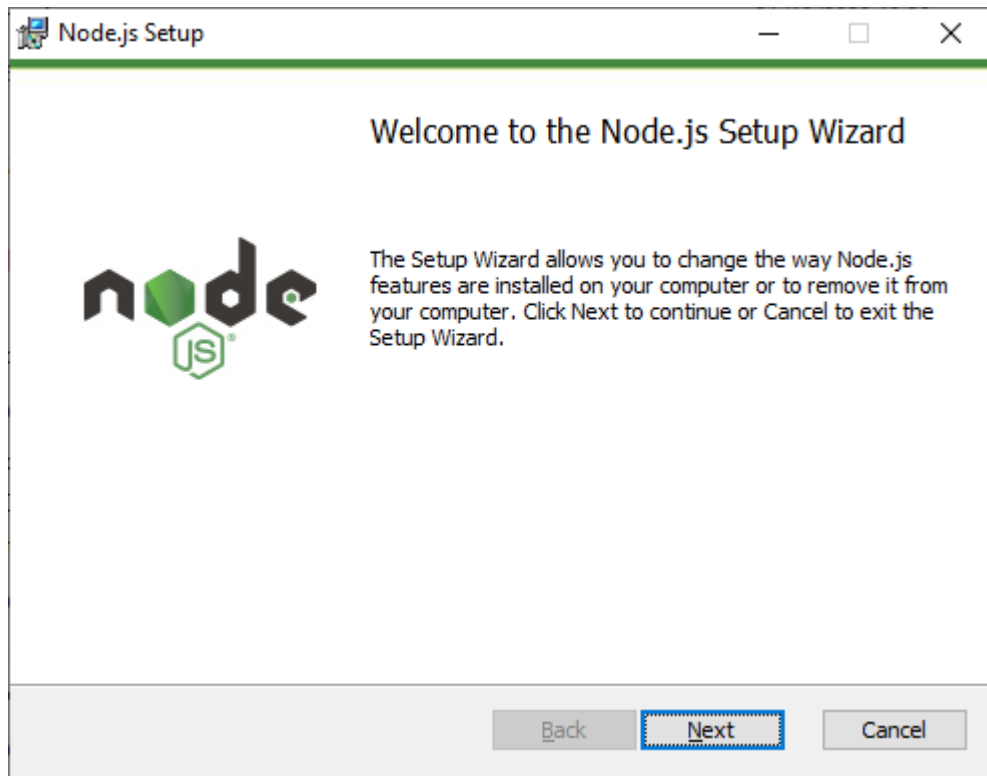 Node.js Setup
Welcome to the Node.js Setup Wizard
The Setup Wizard allows you to change the way Node.js
features are installed on your computer or to remove it from
your computer. Click Next to continue or Cancel to exit the
Setup Wizard.
node
JS®
Back
Next
Cancel